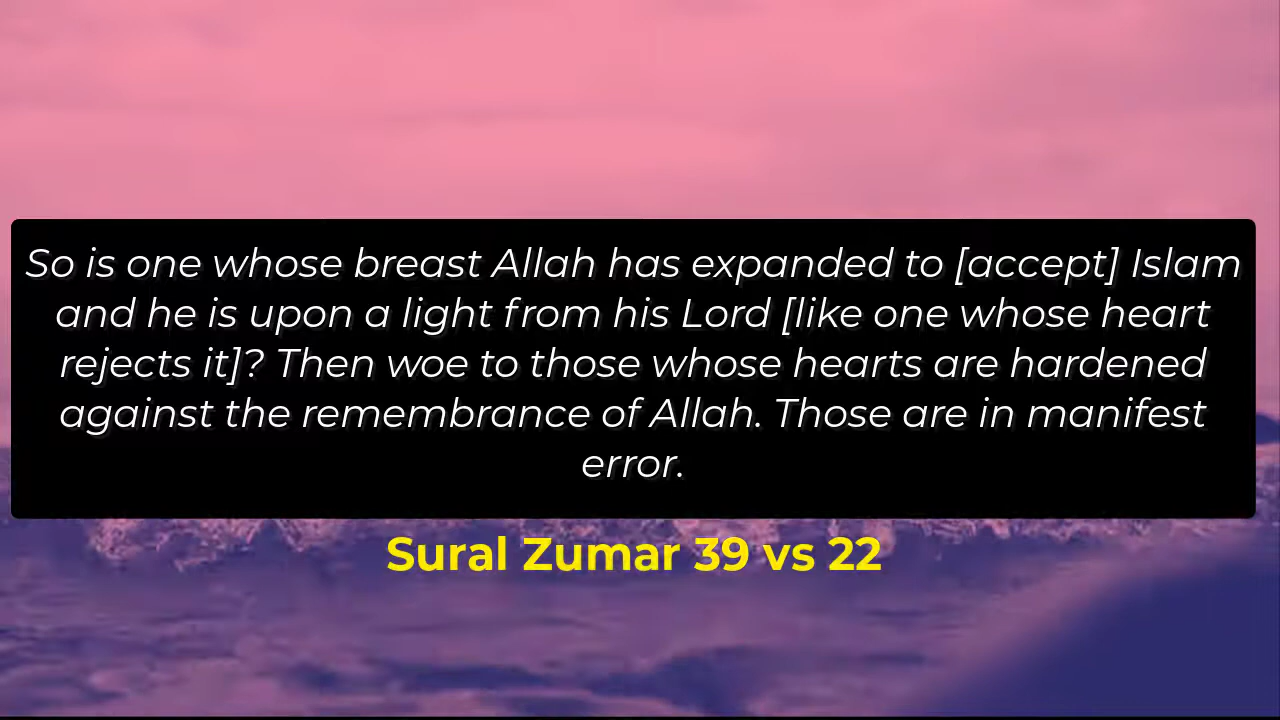 So is one whose breast Allah has expanded to [accept] Islam
and he is upon a light from his Lord [like one whose heart
rejects it]? Then woe to those whose hearts are hardened
against the remembrance of Allah. Those are in manifest
error.
Sural Zumar 39 vs 22